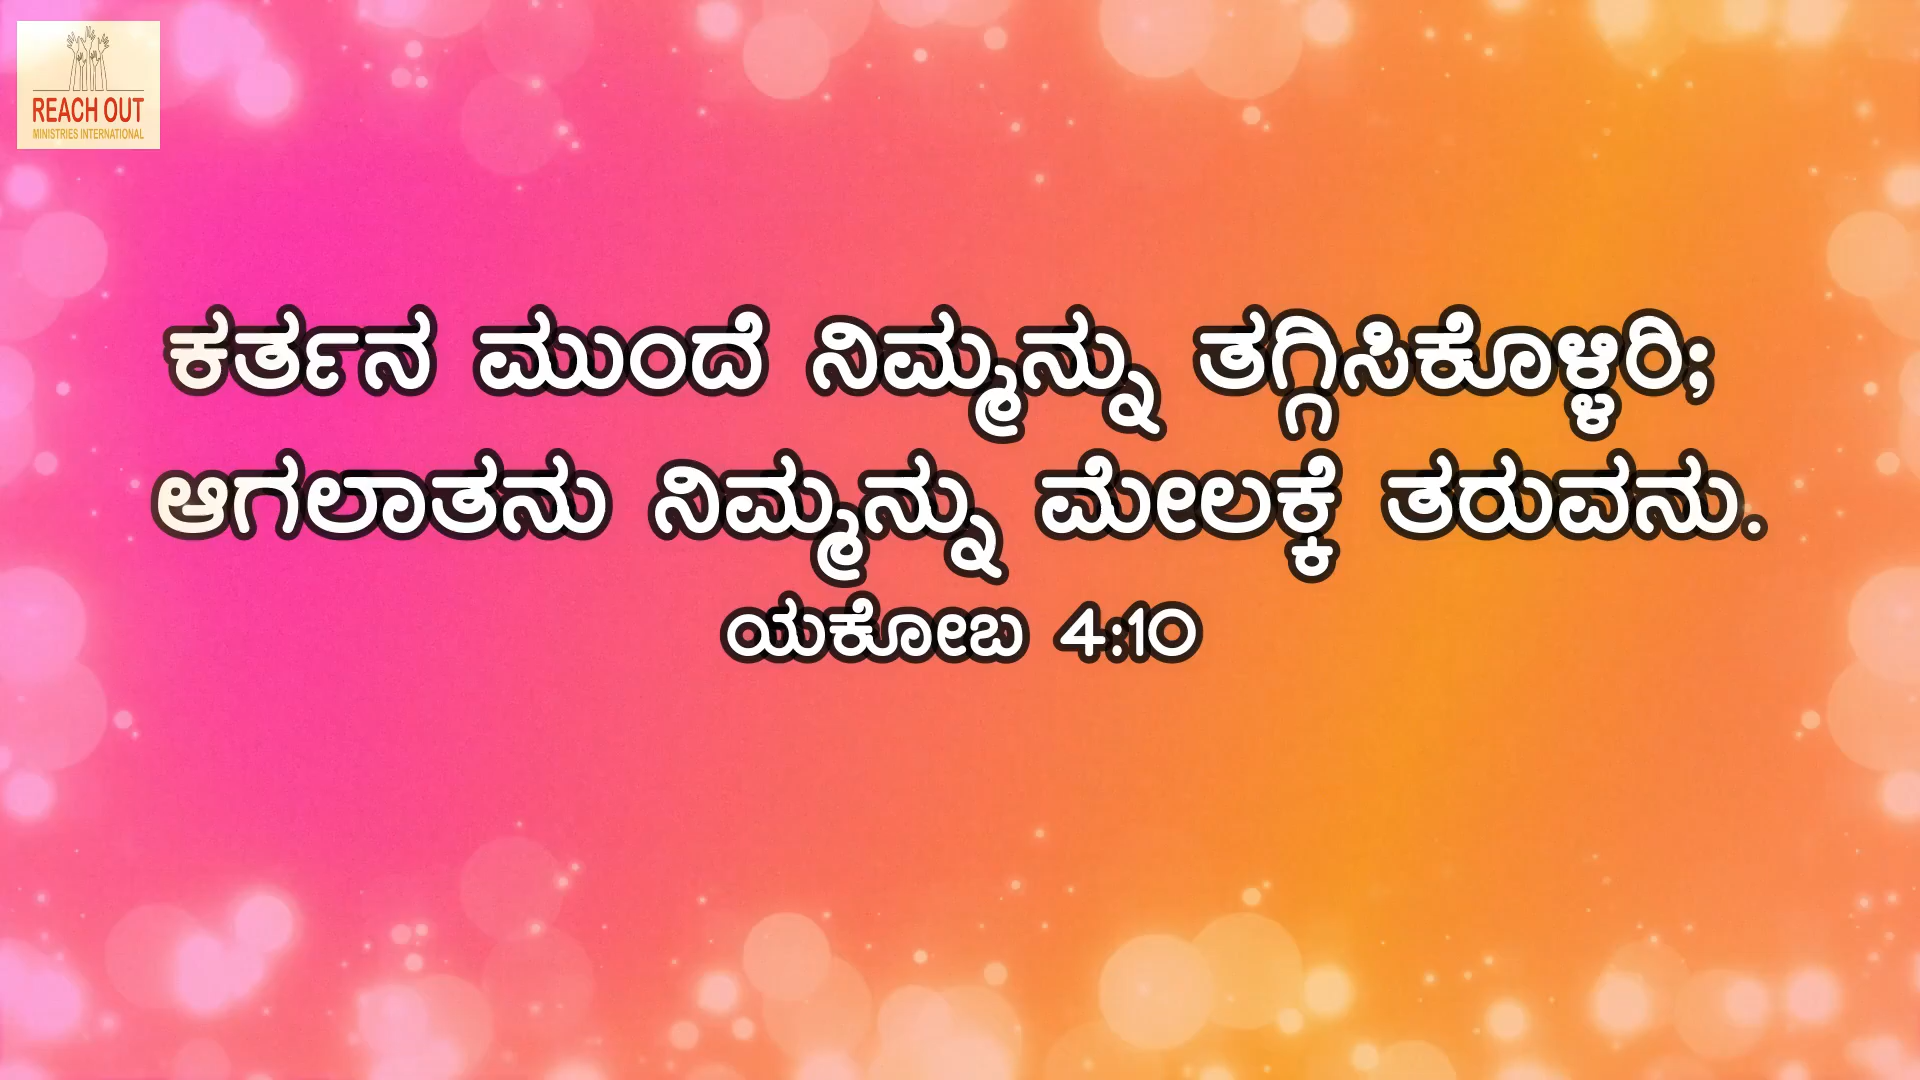 REACH OUT
MINISTRIES INTERNATIONAL
ಕರ್ತನ ಮುಂದೆ ನಿಮ್ಮನ್ನು ತಗ್ಗಿಸಿಕೊಳ್ಳಿರಿ;
ಆಗಲಾತನು ನಿಮ್ಮನ್ನು ಮೇಲಕ್ಕೆ ತರುವನು.
ಯಕೋಬ 4:10